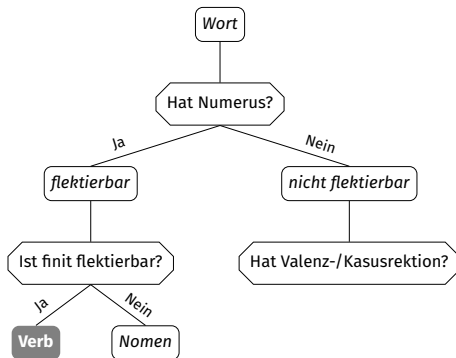 Wort
Hat Numerus?
Ja
Nein
flektierbar
nicht flektierbar
Ist finit flektierbar?
Hat Valenz-/Kasusrektion?
Ja
Nein
Verb
Nomen